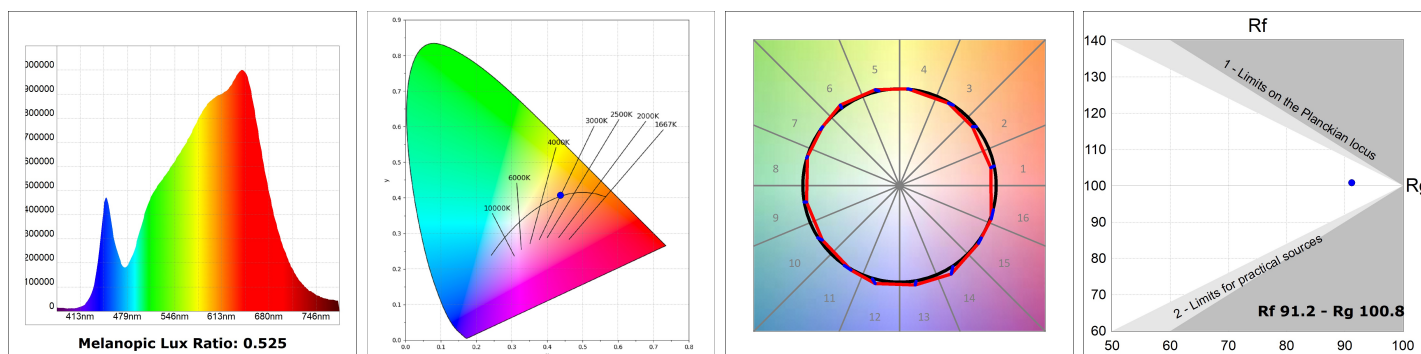 000000
900000
800000
700000
600000
500000
400000
300000
200000
100000
0
413nm 479nm 546nm 613nm 680nm 746nm
Melanopic Lux Ratio: 0.525
0.9
0.8
0.7
0.6
0.5
0.4
0.3
0.2
0.1
0.0
y
0.0 0.1 0.2 0.3 0.4 0.5 0.6 0.7 0.8
10000K
6000K
4000K
3000K
2500K
2000K
1667K
1
2
3
4
5
6
7
8
9
10
11
12
13
14
15
16
Rf
140
130
120
110
100
90
80
70
60
50 60 70 80 90 100
Rg
1 - Limits on the Planckian locus
2 - Limits for practical sources
Rf 91.2 - Rg 100.8